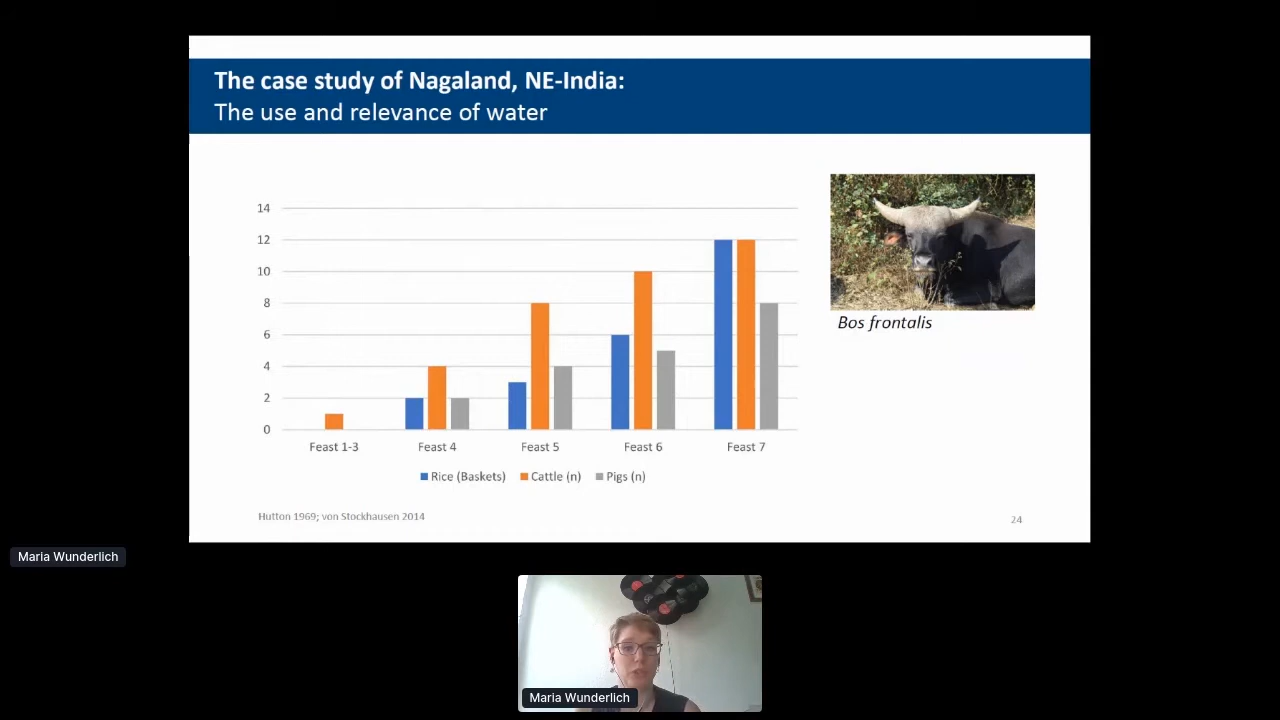 The case study of Nagaland, NE-India:
The use and relevance of water
14
12
10
8
6
4
2
0
Feast 1-3 Feast 4 Feast 5 Feast 6 Feast 7
Rice (Baskets) Cattle (n) Pigs (n)
Bos frontalis
Hutton 1969; von Stockhausen 2014
24
Maria Wunderlich
Maria Wunderlich